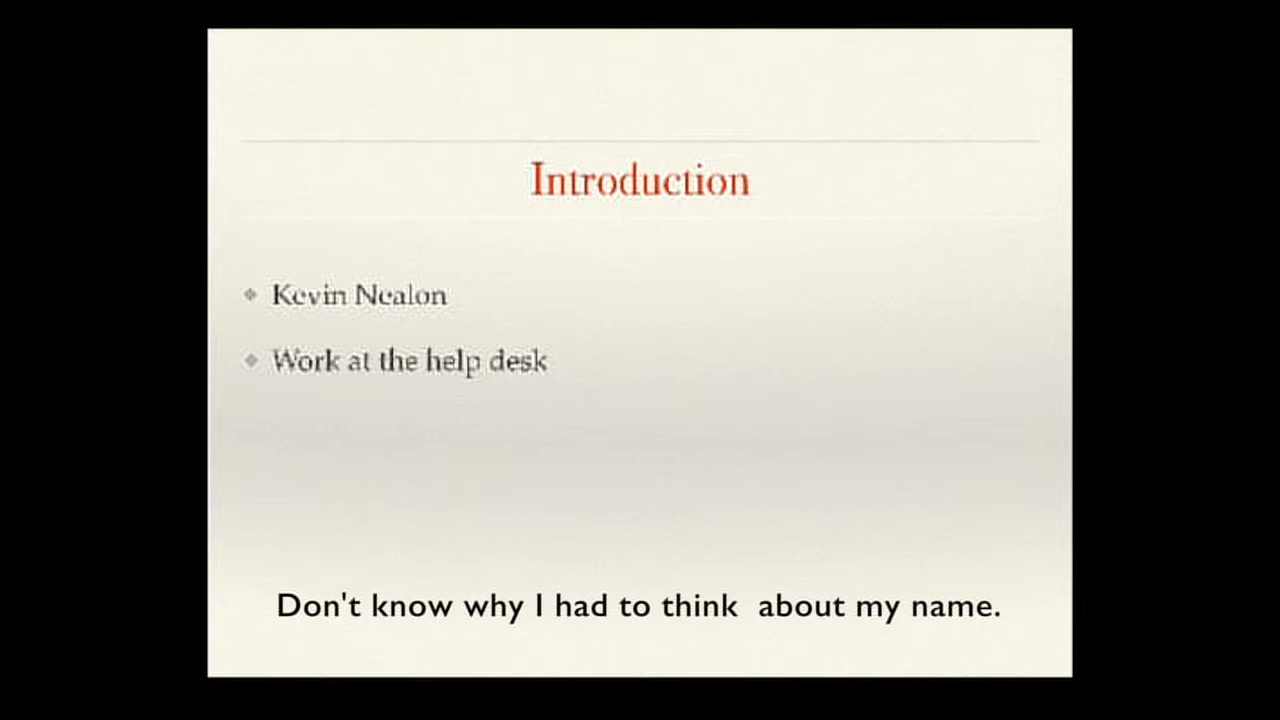 Introduction
Kevin Nealon
Work at the help desk
Don't know why I had to think  about my name.